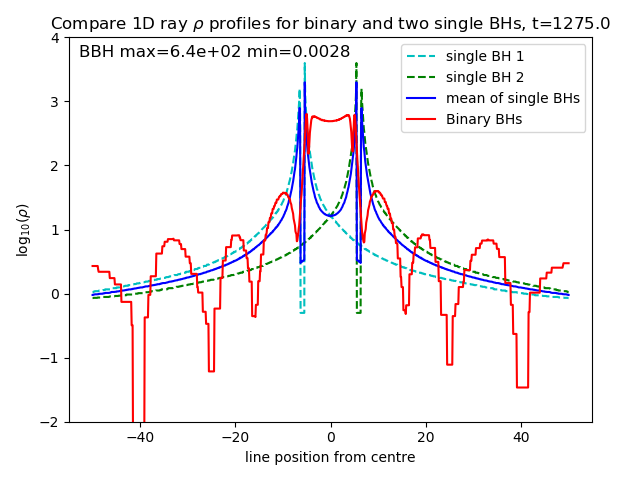 Compare 1D ray ρ profiles for binary and two single BHs, t=1275.0
BBH max=6.4e+02 min=0.0028
single BH 1
single BH 2
mean of single BHs
Binary BHs
log₁₀(ρ)
4
3
2
1
0
−1
−2
−40
−20
0
20
40
line position from centre